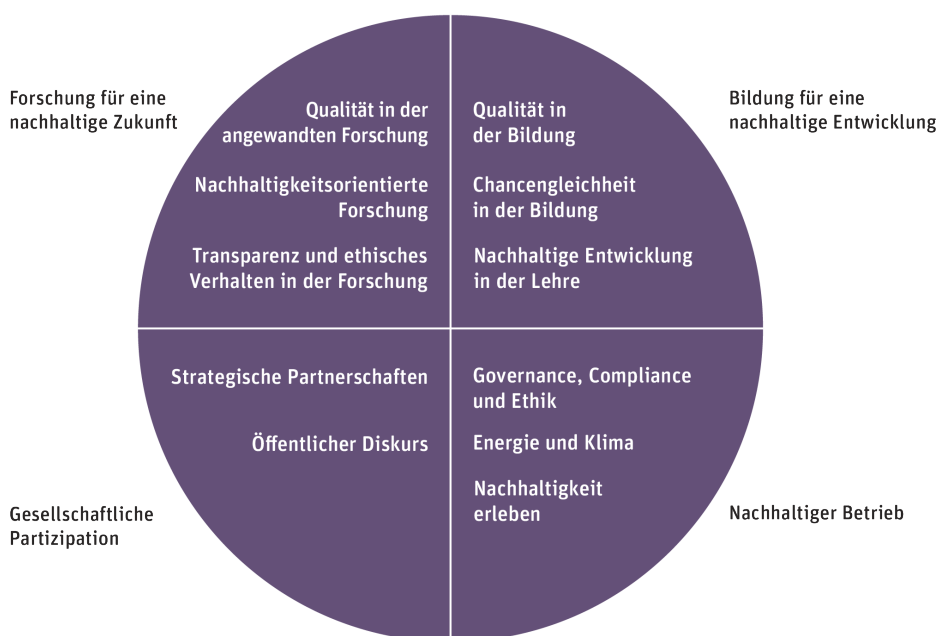 Forschung für eine
nachhaltige Zukunft
Qualität in der
angewandten Forschung
Nachhaltigkeitsorientierte
Forschung
Transparenz und ethisches
Verhalten in der Forschung
Qualität in
der Bildung
Chancengleichheit
in der Bildung
Nachhaltige Entwicklung
in der Lehre
Bildung für eine
nachhaltige Entwicklung
Strategische Partnerschaften
Öffentlicher Diskurs
Gesellschaftliche
Partizipation
Governance, Compliance
und Ethik
Energie und Klima
Nachhaltigkeit
erleben
Nachhaltiger Betrieb